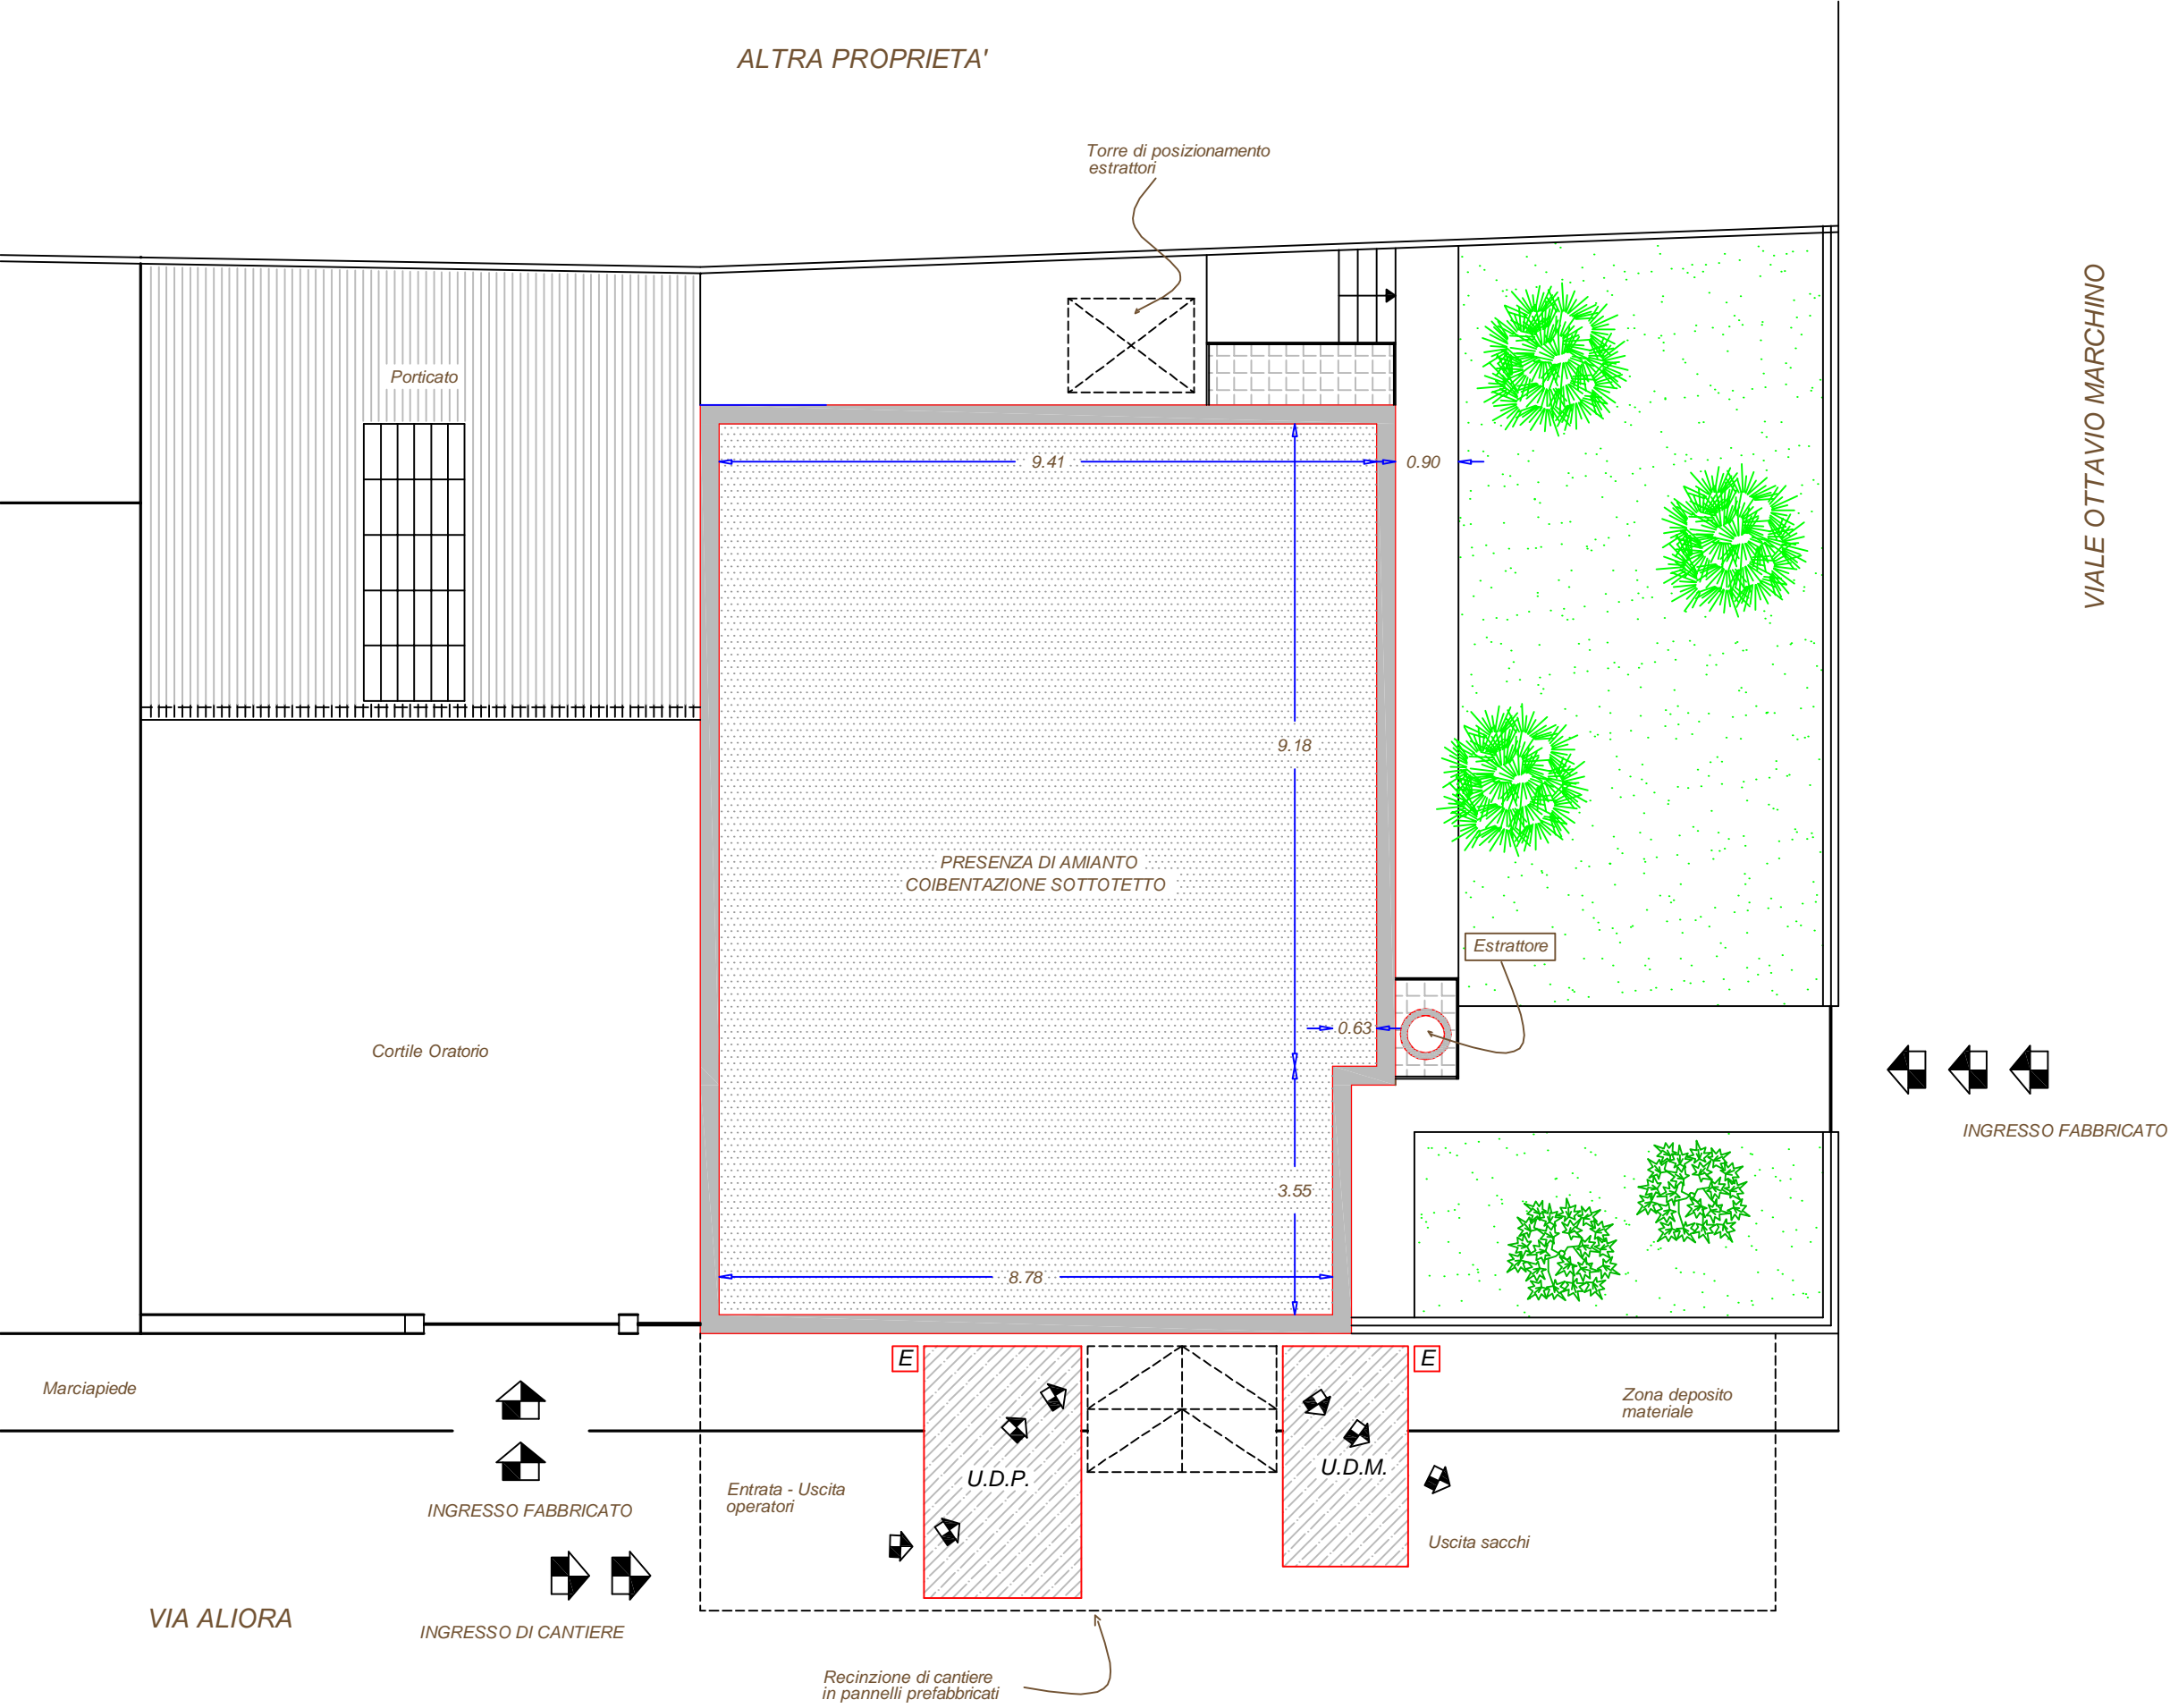 ALTRA PROPRIETA'
Torre di posizionamento
estrattori
VIALE OTTAVIO MARCHINO
Porticato
9.41
0.90
9.18
PRESENZA DI AMIANTO
COIBENTAZIONE SOTTOTETTO
Estrattore
0.63
Cortile Oratorio
INGRESSO FABBRICATO
3.55
8.78
E
E
Marciapiede
Zona deposito
materiale
U.D.P.
U.D.M.
Entrata - Uscita
operatori
INGRESSO FABBRICATO
Uscita sacchi
VIA ALIORA
INGRESSO DI CANTIERE
Recinzione di cantiere
in pannelli prefabbricati